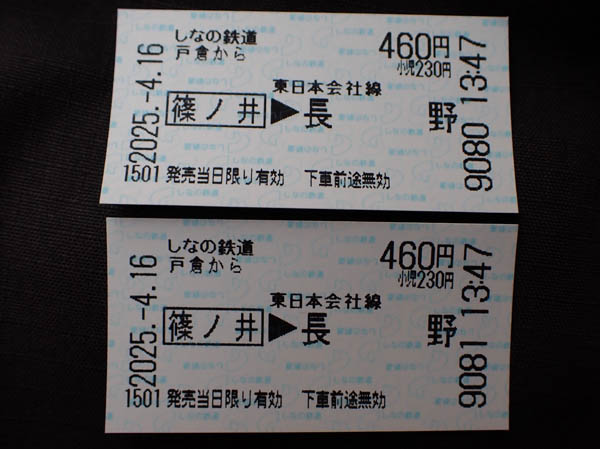 しなの鉄道
戸倉から
460円
小児230円
東日本会社線
篠ノ井▶長野
1501 発売当日限り有効 下車前途無効
2025.-4.16
9080 13:47
しなの鉄道
戸倉から
460円
小児230円
東日本会社線
篠ノ井▶長野
1501 発売当日限り有効 下車前途無効
2025.-4.16
9081 13:47